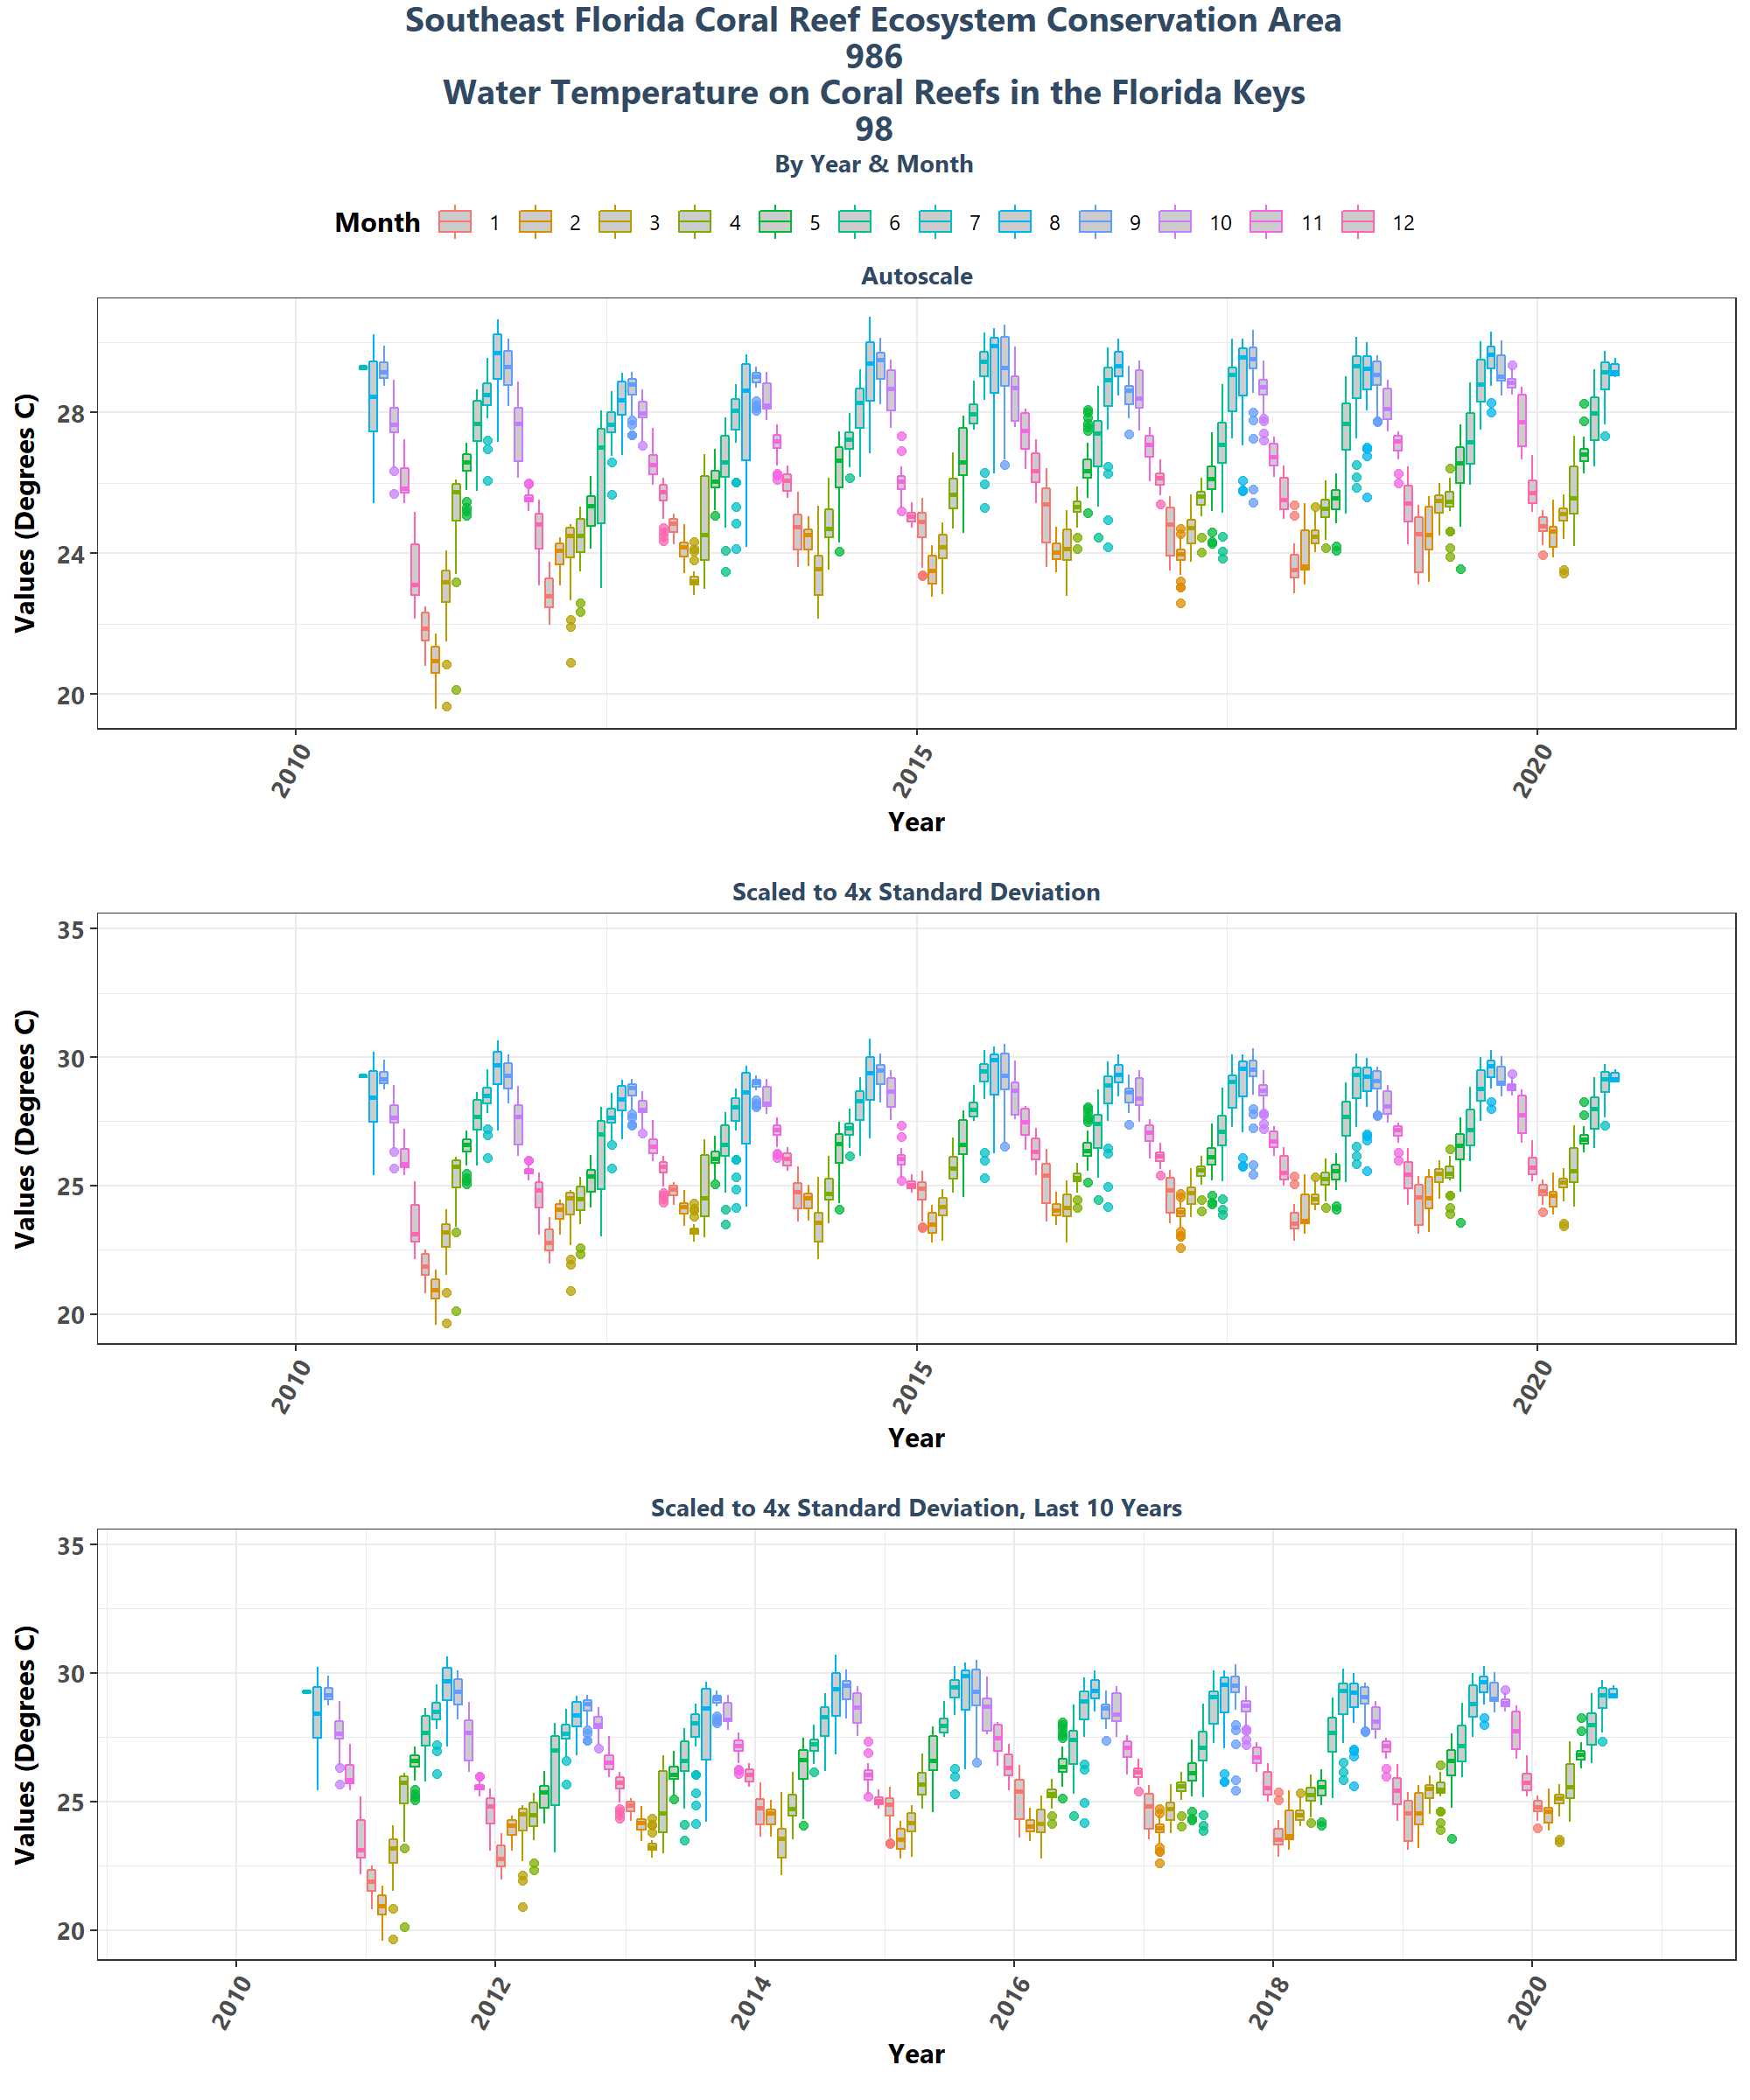 Southeast Florida Coral Reef Ecosystem Conservation Area
986
Water Temperature on Coral Reefs in the Florida Keys
98
By Year & Month
Month 1 2 3 4 5 6 7 8 9 10 11 12
Autoscale
Values (Degrees C)
28
24
20
2010 2015 2020
Year
Scaled to 4x Standard Deviation
Values (Degrees C)
35
30
25
20
2010 2015 2020
Year
Scaled to 4x Standard Deviation, Last 10 Years
Values (Degrees C)
35
30
25
20
2010 2012 2014 2016 2018 2020
Year